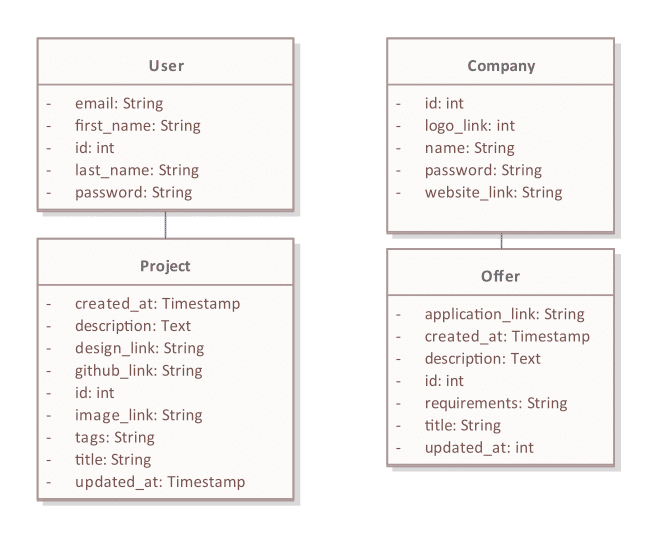 User
- email: String
- first_name: String
- id: int
- last_name: String
- password: String
Project
- created_at: Timestamp
- description: Text
- design_link: String
- github_link: String
- id: int
- image_link: String
- tags: String
- title: String
- updated_at: Timestamp
Company
- id: int
- logo_link: int
- name: String
- password: String
- website_link: String
Offer
- application_link: String
- created_at: Timestamp
- description: Text
- id: int
- requirements: String
- title: String
- updated_at: int